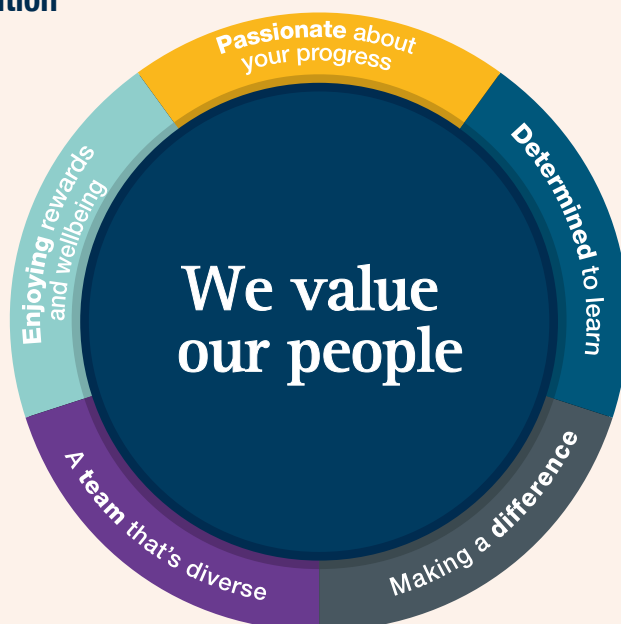 Passionate about
your progress
Determined to learn
Making a difference
A team that's diverse
Enjoying rewards
and wellbeing
We value
our people